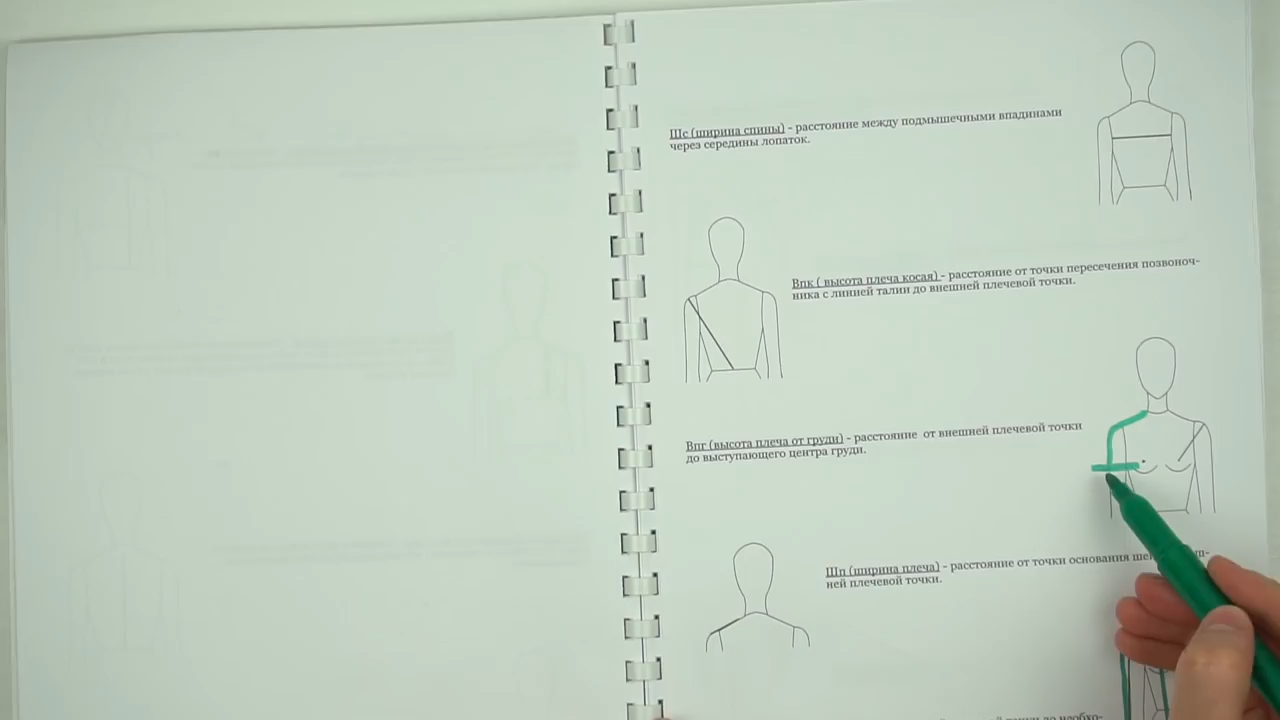 Шс (ширина спины) - расстояние между подмышечными впадинами
через середины лопаток.
Впк ( высота плеча косая) - расстояние от точки пересечения позвоноч-
ника с линией талии до внешней плечевой точки.
Впг (высота плеча от груди) - расстояние от внешней плечевой точки
до выступающего центра груди.
Шп (ширина плеча) - расстояние от точки основания
ней плечевой точки.
до необхо-